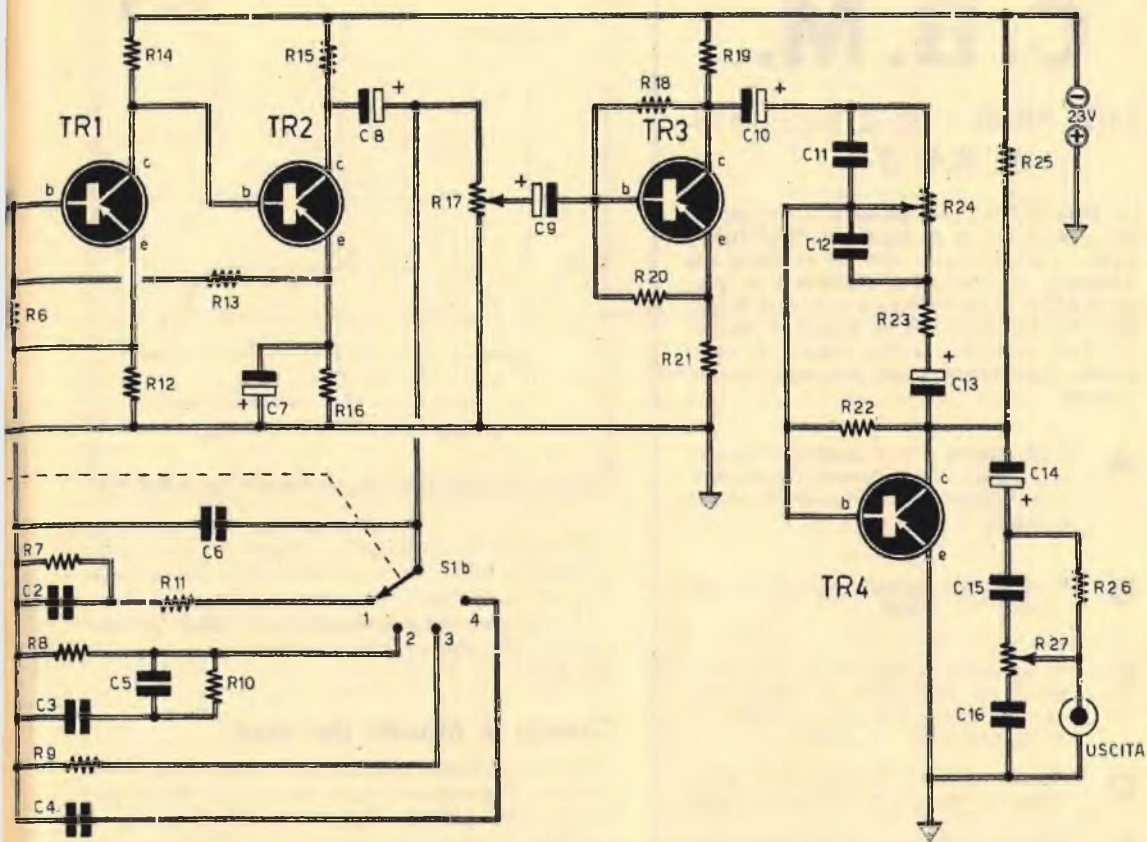 R14
R15
R19
C8
+
TR1
TR2
c
b
e
c
b
e
R17
+
C9
R18
TR3
c
b
e
C10
+
C11
C12
R24
R25
23V
R13
R20
R6
R12
C7
+
R16
R21
R23
+
C13
R22
C14
+
c
b
e
TR4
C6
R7
R11
C2
S1b
1
2
3
4
R8
C5
R10
C3
R9
C4
C15
R26
R27
C16
USCITA